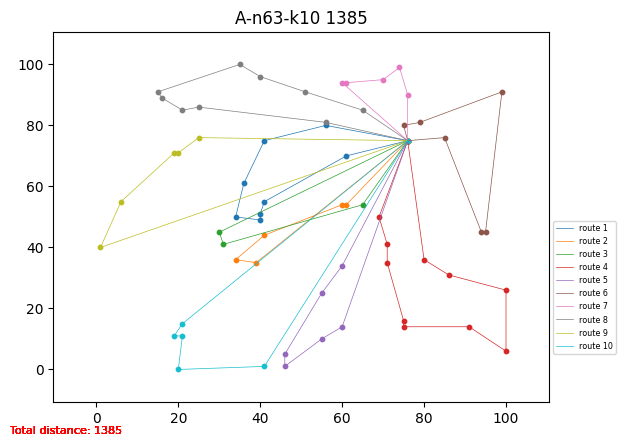 A-n63-k10 1385
100
80
60
40
20
0
0
20
40
60
80
100
route 1
route 2
route 3
route 4
route 5
route 6
route 7
route 8
route 9
route 10
Total distance: 1385